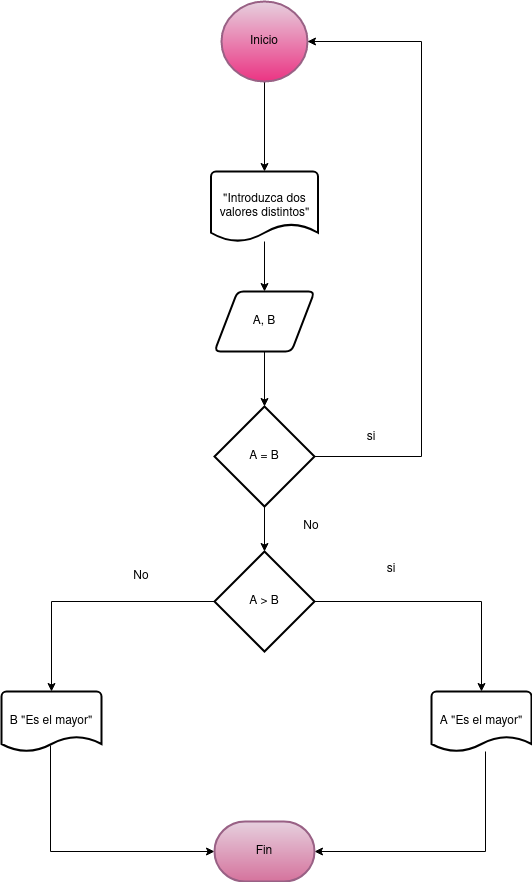 Inicio
"Introduzca dos
valores distintos"
A, B
A = B
si
No
A > B
No
si
B "Es el mayor"
A "Es el mayor"
Fin